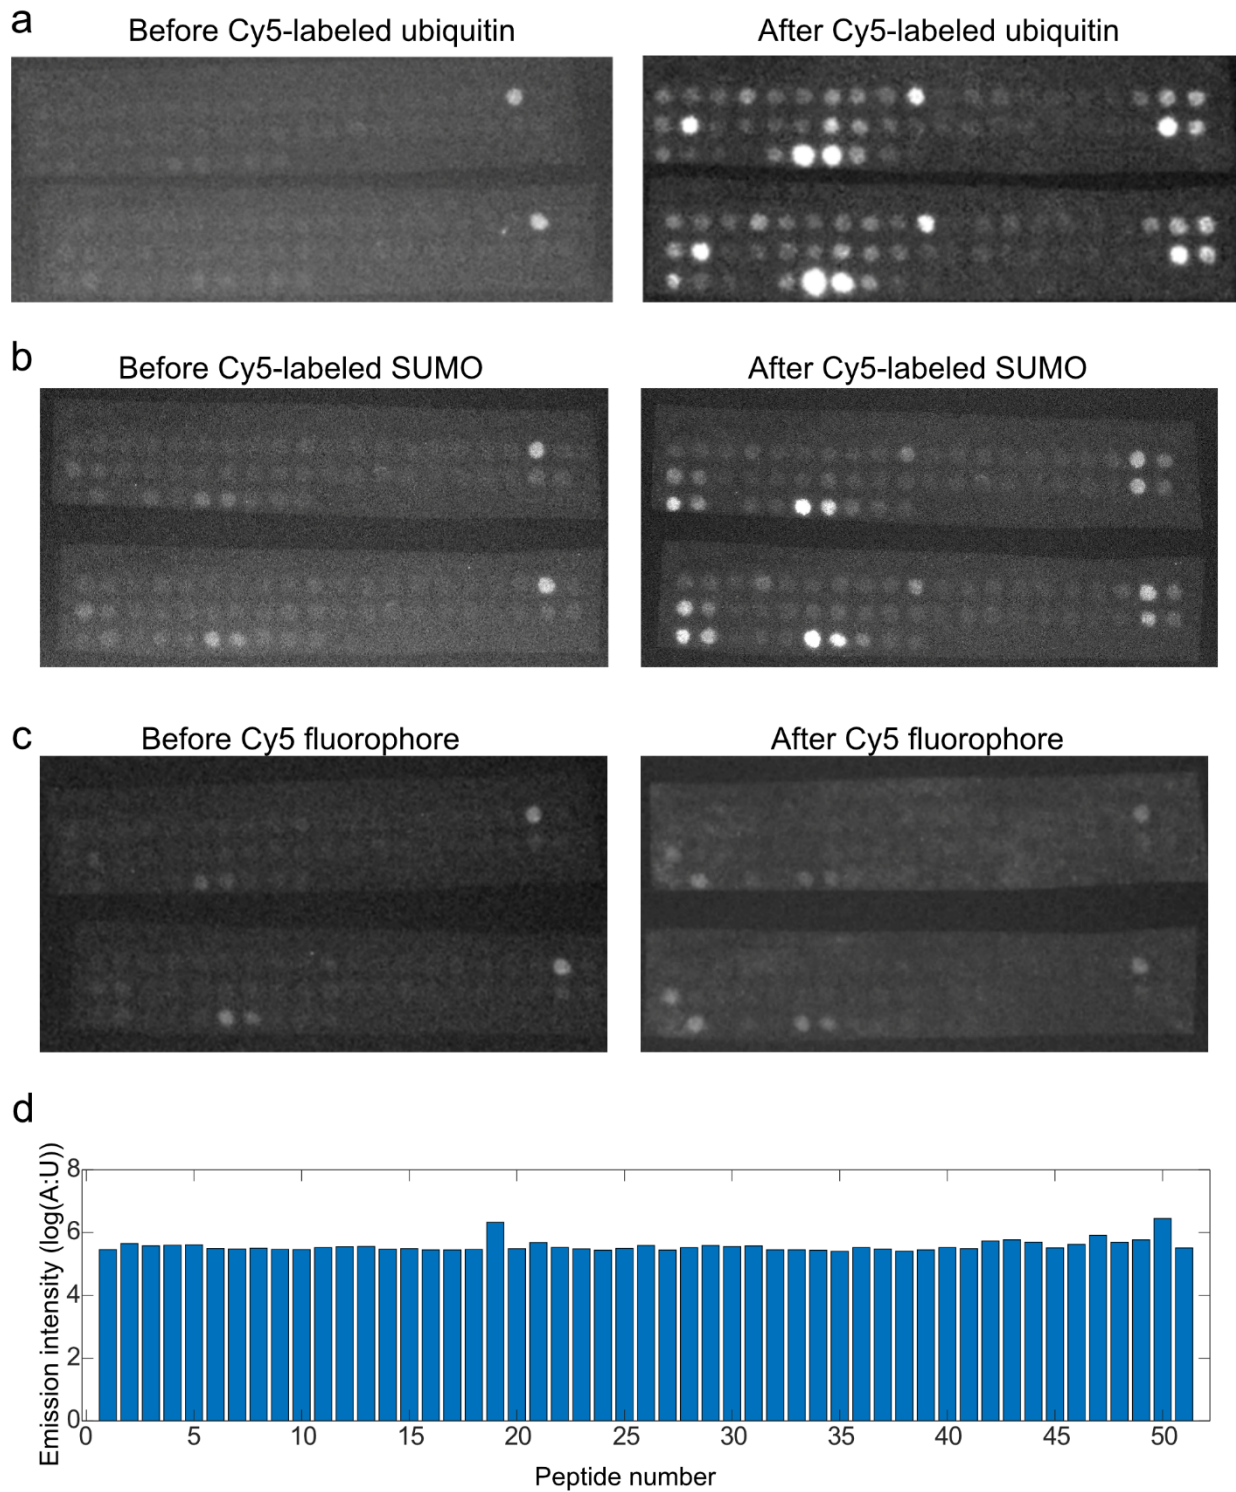 a
Before Cy5-labeled ubiquitin
After Cy5-labeled ubiquitin
b
Before Cy5-labeled SUMO
After Cy5-labeled SUMO
c
Before Cy5 fluorophore
After Cy5 fluorophore
d
Emission intensity (log(A:U))
8
6
4
2
0
0 5 10 15 20 25 30 35 40 45 50
Peptide number